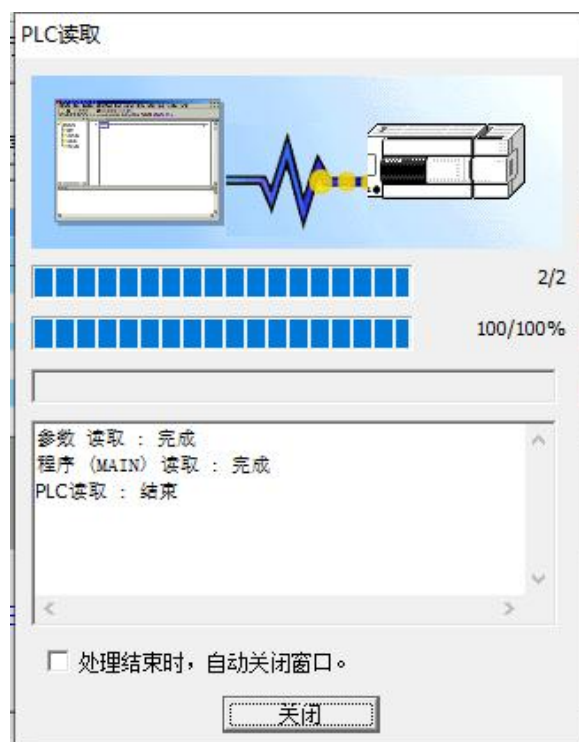 PLC读取
2/2
100/100%
参数 读取 : 完成
程序 (MAIN) 读取 : 完成
PLC读取 : 结束
处理结束时，自动关闭窗口。
关闭